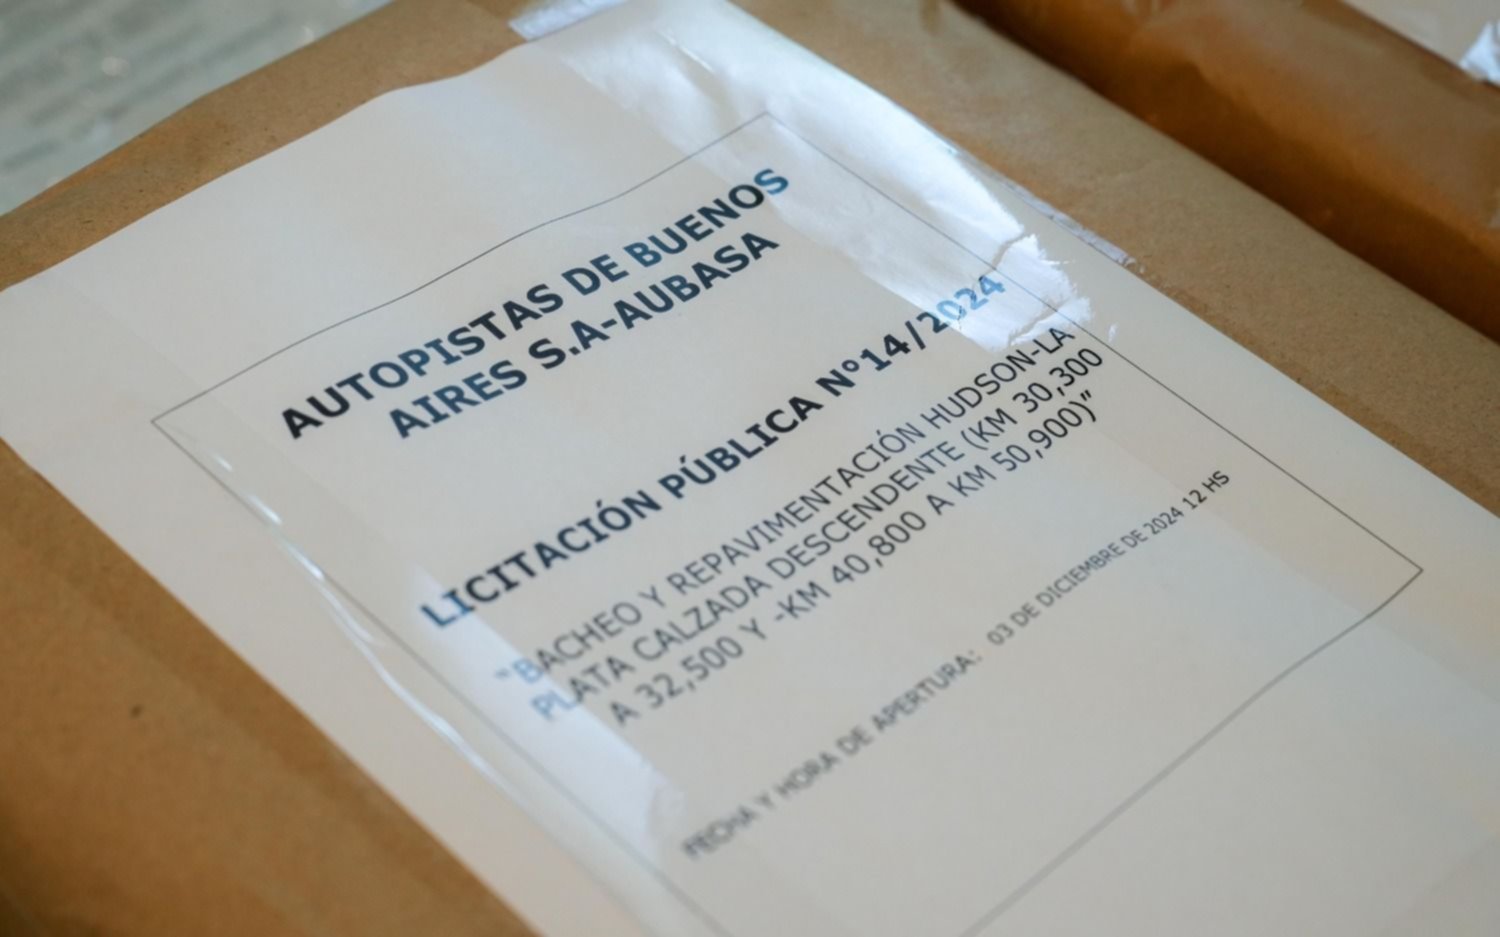 AUTOPISTAS DE BUENOS
AIRES S.A-AUBASA
LICITACIÓN PÚBLICA Nº14/2024
"BACHEO Y REPAVIMENTACIÓN HUDSON-LA
PLATA CALZADA DESCENDENTE (KM 30,300
A 32,500 Y -KM 40,800 A KM 50,900)”
FECHA Y HORA DE APERTURA: 03 DE DICIEMBRE DE 2024 12 HS